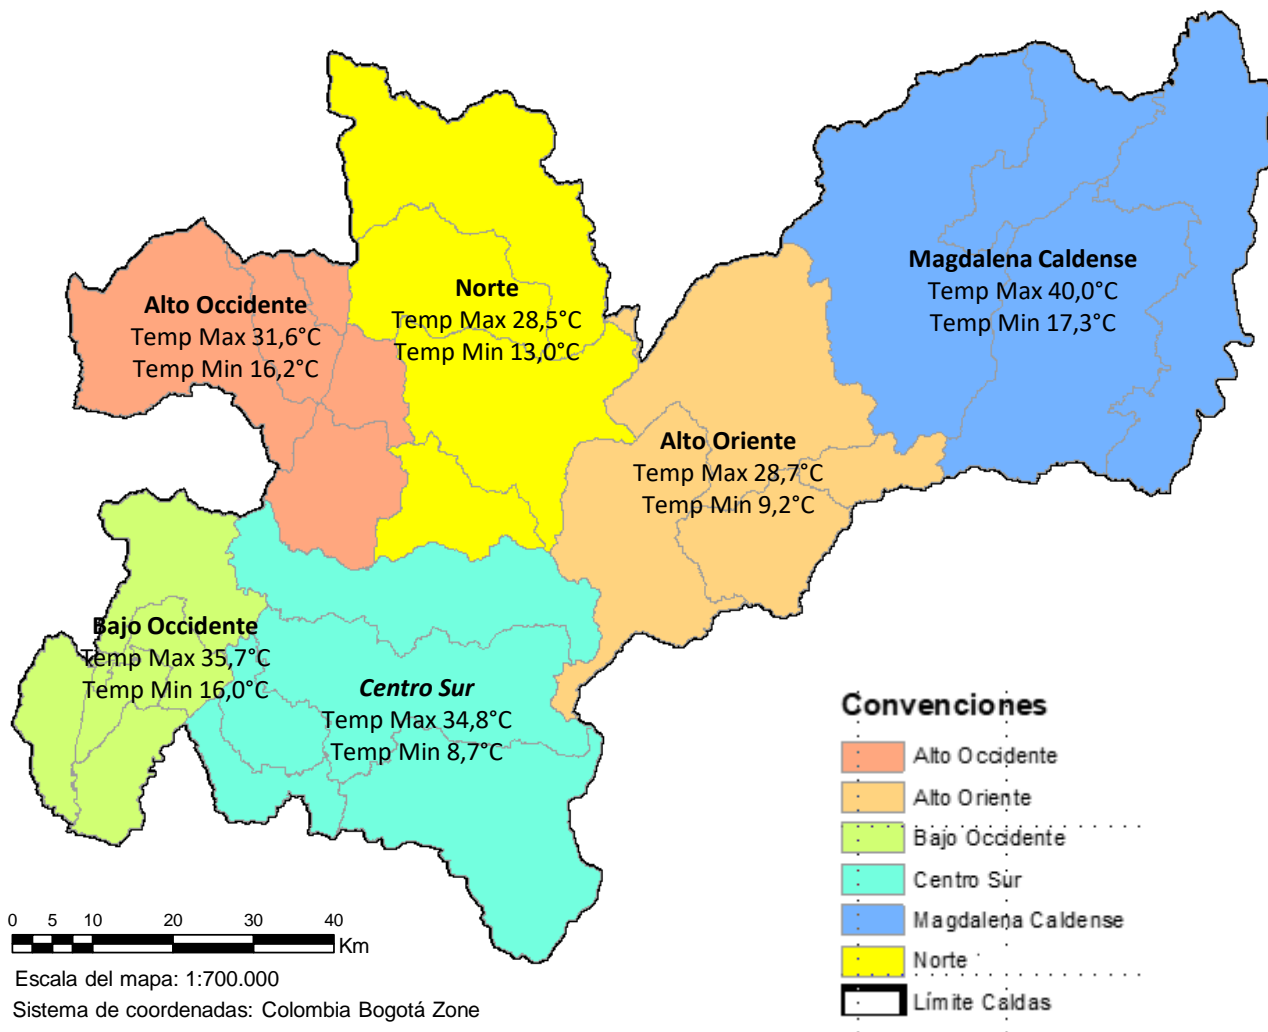 Magdalena Caldense
Temp Max 40,0°C
Temp Min 17,3°C
Norte
Temp Max 28,5°C
Temp Min 13,0°C
Alto Occidente
Temp Max 31,6°C
Temp Min 16,2°C
Alto Oriente
Temp Max 28,7°C
Temp Min 9,2°C
Bajo Occidente
Temp Max 35,7°C
Temp Min 16,0°C
Centro Sur
Temp Max 34,8°C
Temp Min 8,7°C
Convenciones
Alto Occidente
Alto Oriente
Bajo Occidente
Centro Sur
Magdalena Caldense
Norte
Límite Caldas
0 5 10 20 30 40
Km
Escala del mapa: 1:700.000
Sistema de coordenadas: Colombia Bogotá Zone